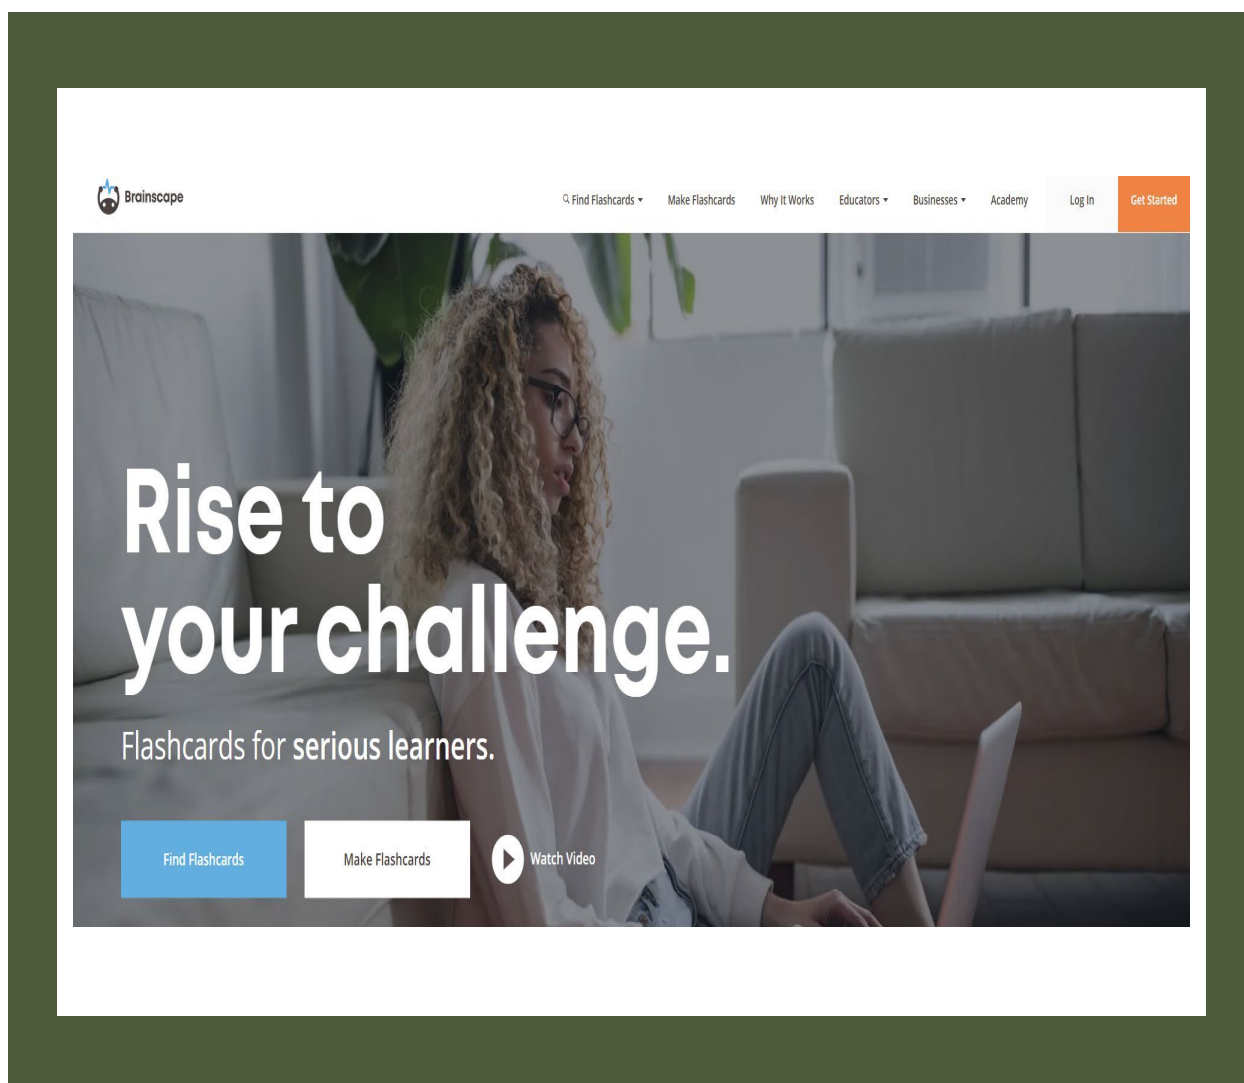 Brainscape
Find Flashcards
Make Flashcards
Why It Works
Educators
Businesses
Academy
Log In
Get Started
Rise to
your challenge.
Flashcards for serious learners.
Find Flashcards
Make Flashcards
Watch Video